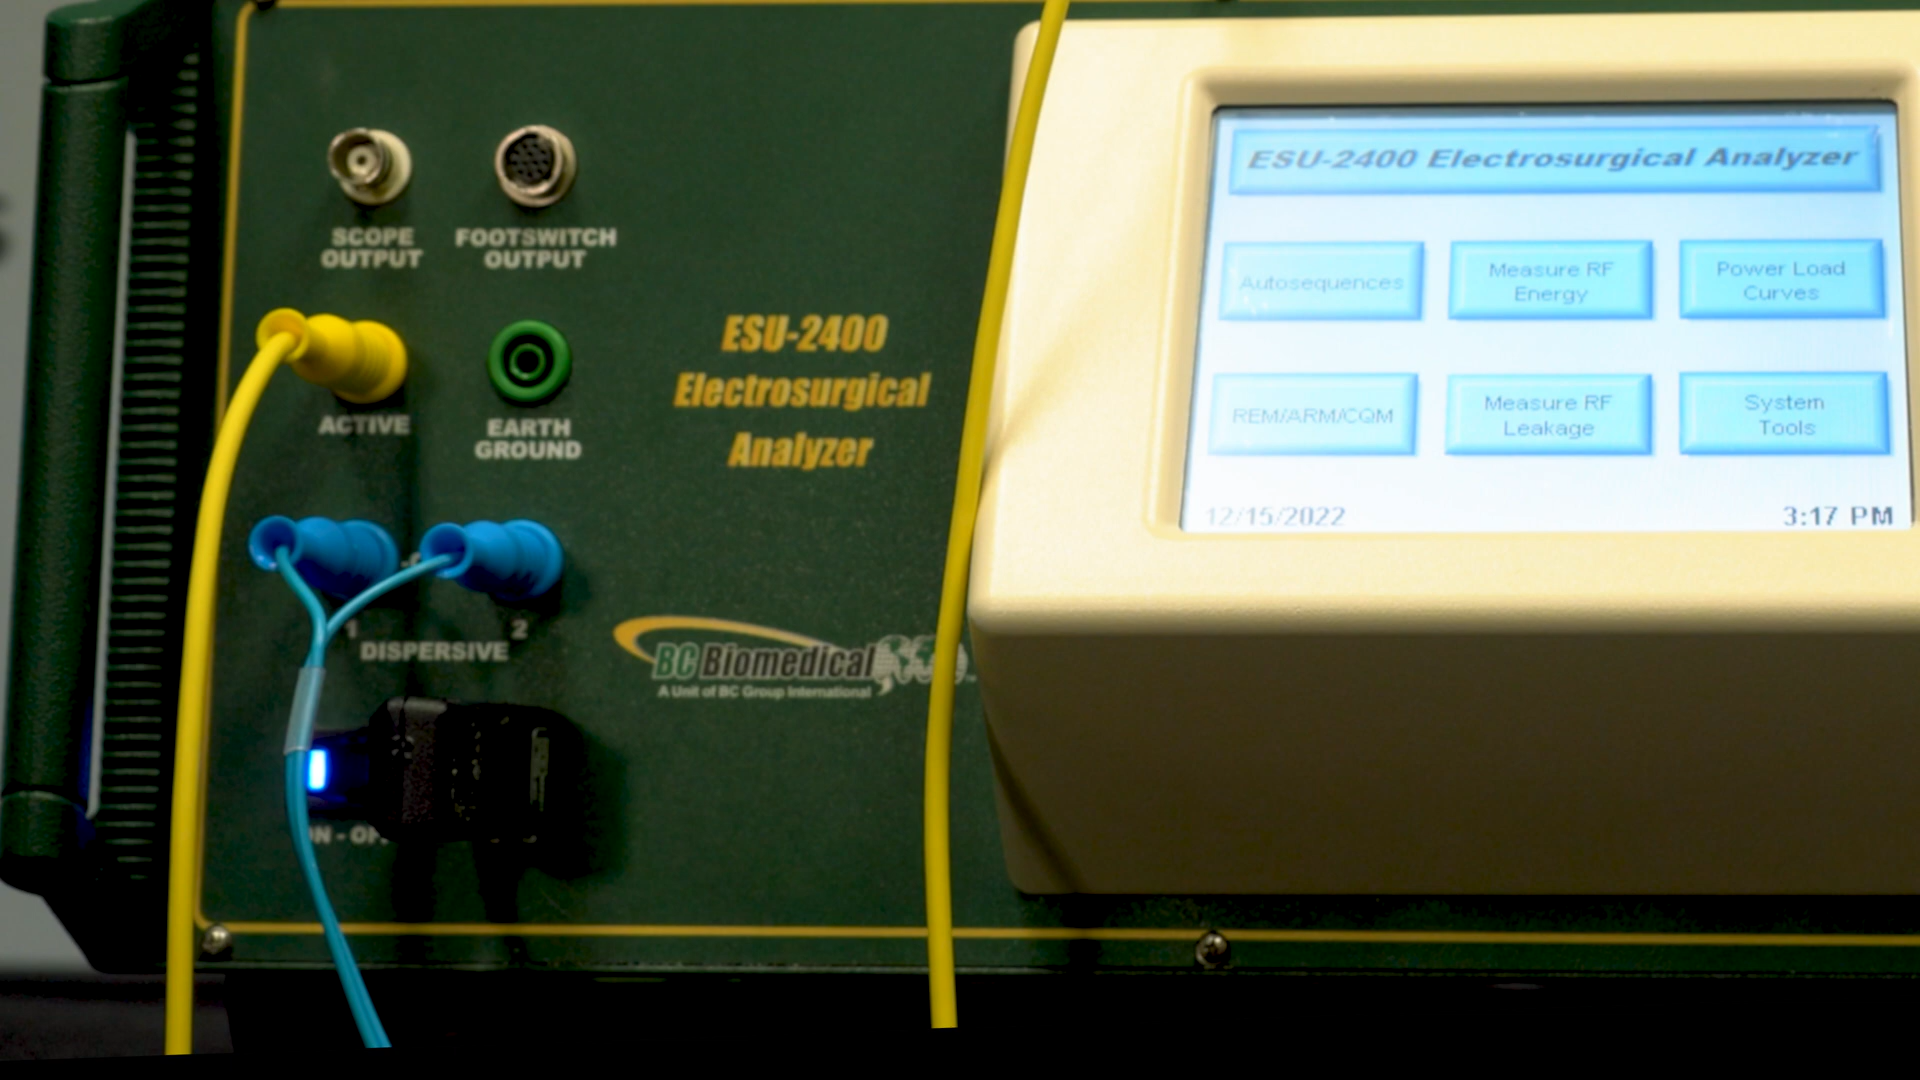 SCOPE
OUTPUT
FOOTSWITCH
OUTPUT
ACTIVE
EARTH
GROUND
ESU-2400
Electrosurgical
Analyzer
1
2
DISPERSIVE
BC Biomedical
A Unit of BC Group International
ESU-2400 Electrosurgical Analyzer
Autosequences
Measure RF
Energy
Power Load
Curves
REM/ARM/CQM
Measure RF
Leakage
System
Tools
12/15/2022
3:17 PM